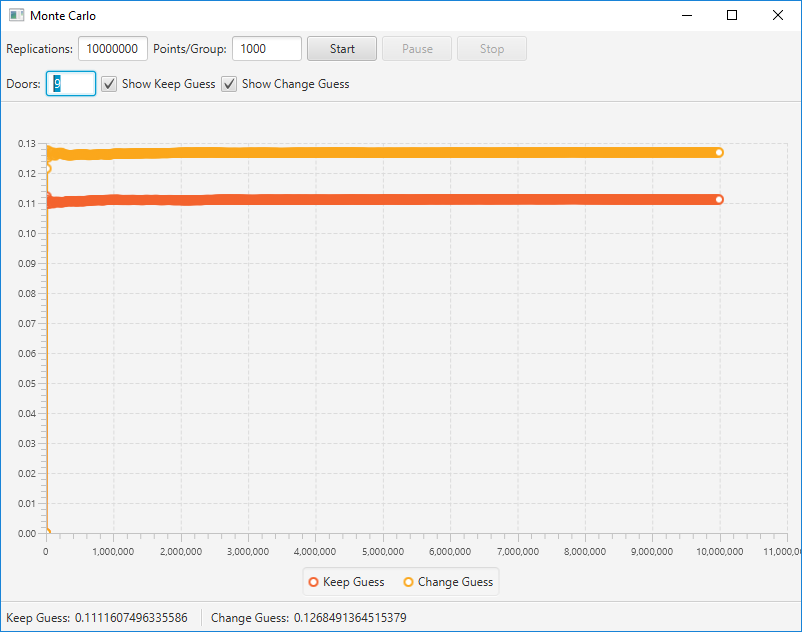 Monte Carlo
Replications: 10000000 Points/Group: 1000 Start Pause Stop
Doors: 9 Show Keep Guess Show Change Guess
0.13
0.12
0.11
0.10
0.09
0.08
0.07
0.06
0.05
0.04
0.03
0.02
0.01
0.00
0 1,000,000 2,000,000 3,000,000 4,000,000 5,000,000 6,000,000 7,000,000 8,000,000 9,000,000 10,000,000 11,000,0
Keep Guess Change Guess
Keep Guess: 0.1111607496335586 Change Guess: 0.1268491364515379